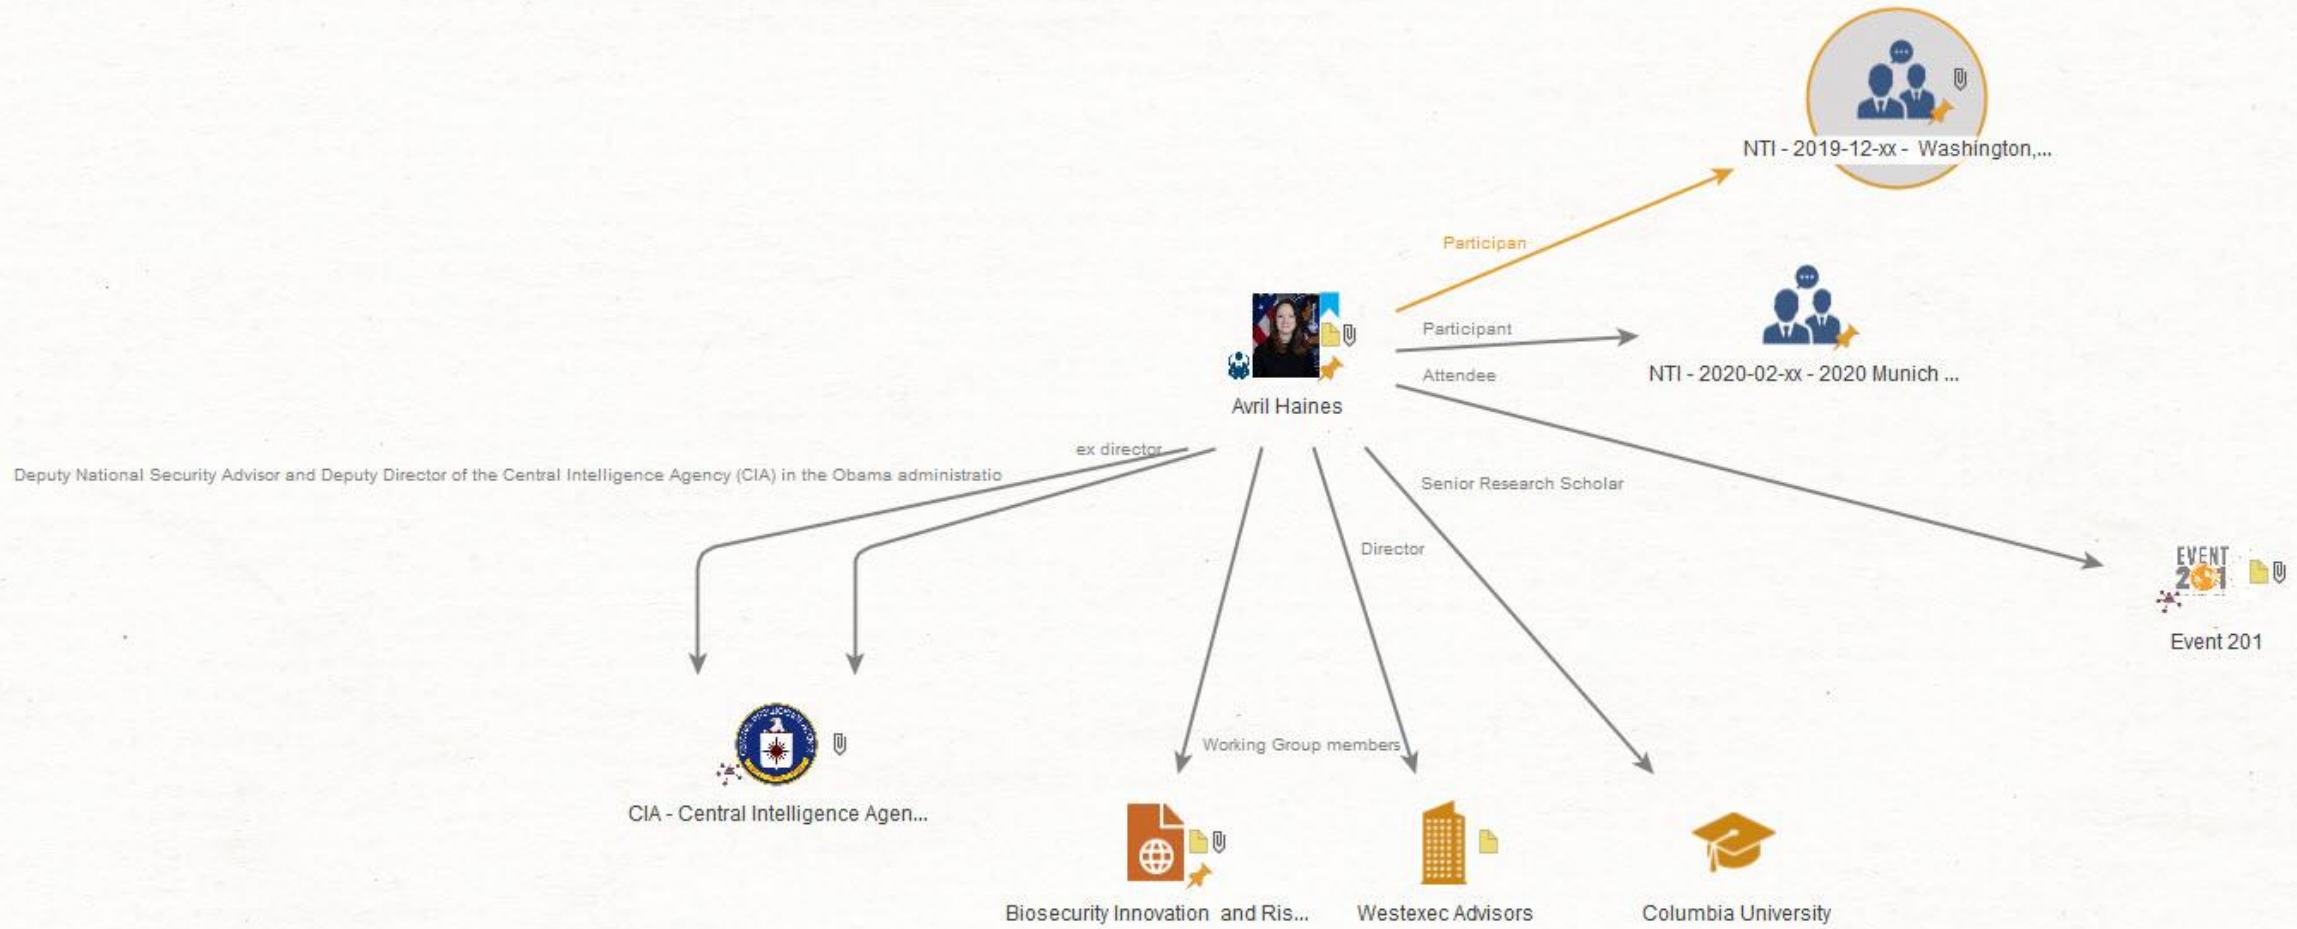 NTI - 2019-12-xx - Washington,...
Participan
Participant
NTI - 2020-02-xx - 2020 Munich ...
Attendee
Avril Haines
ex director
Deputy National Security Advisor and Deputy Director of the Central Intelligence Agency (CIA) in the Obama administratio
Senior Research Scholar
Director
EVENT
201
Event 201
Working Group members
CIA - Central Intelligence Agen...
Biosecurity Innovation and Ris...
Westexec Advisors
Columbia University